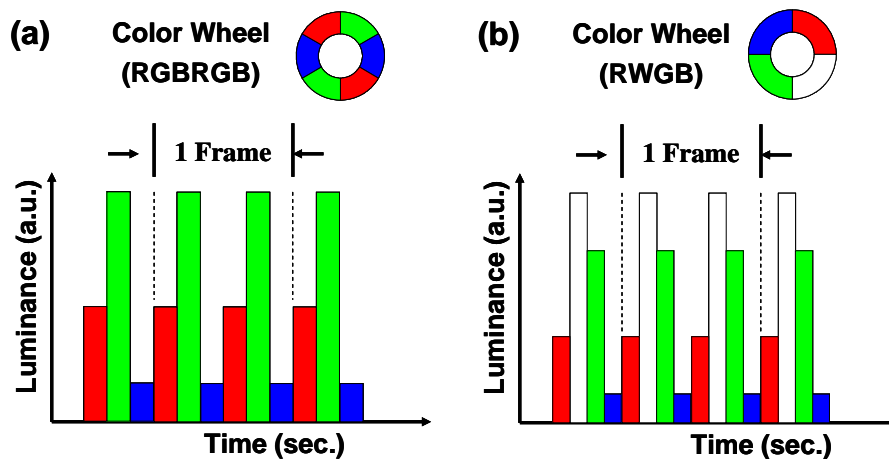 (a)
Color Wheel
(RGBRGB)
1 Frame
Luminance (a.u.)
Time (sec.)
(b)
Color Wheel
(RWGB)
1 Frame
Luminance (a.u.)
Time (sec.)